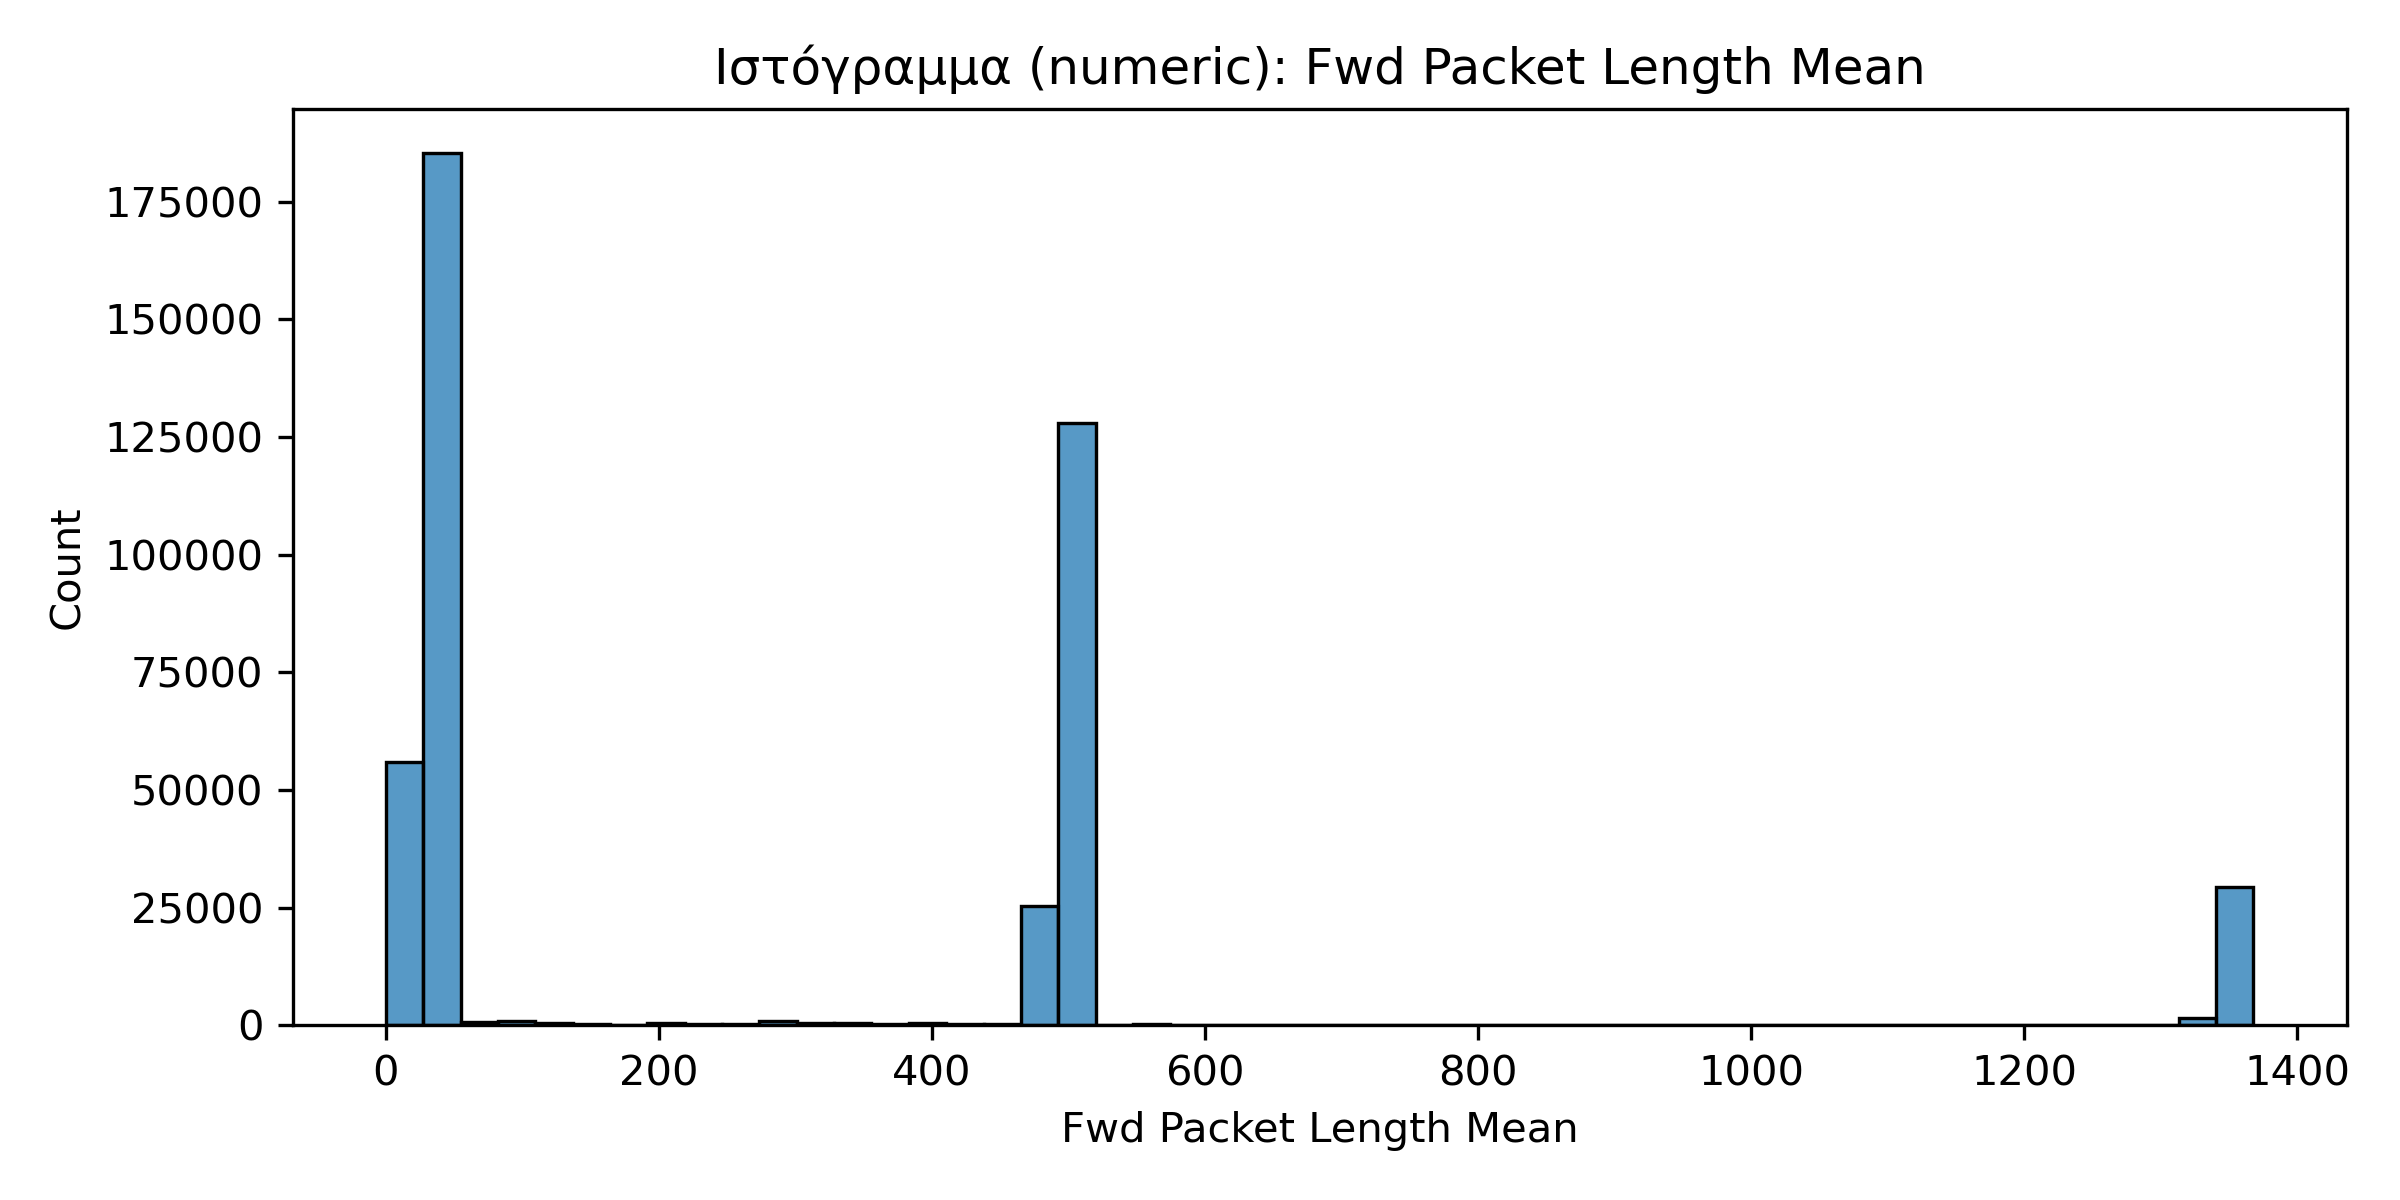 Ιστόγραμμα (numeric): Fwd Packet Length Mean
175000
150000
125000
100000
75000
50000
25000
0
Count
0 200 400 600 800 1000 1200 1400
Fwd Packet Length Mean